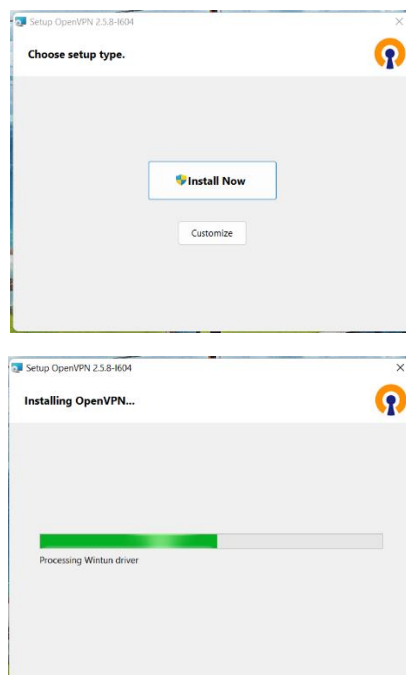 Setup OpenVPN 2.5.8-I604
Choose setup type.
Install Now
Customize
Setup OpenVPN 2.5.8-I604
Installing OpenVPN...
Processing Wintun driver